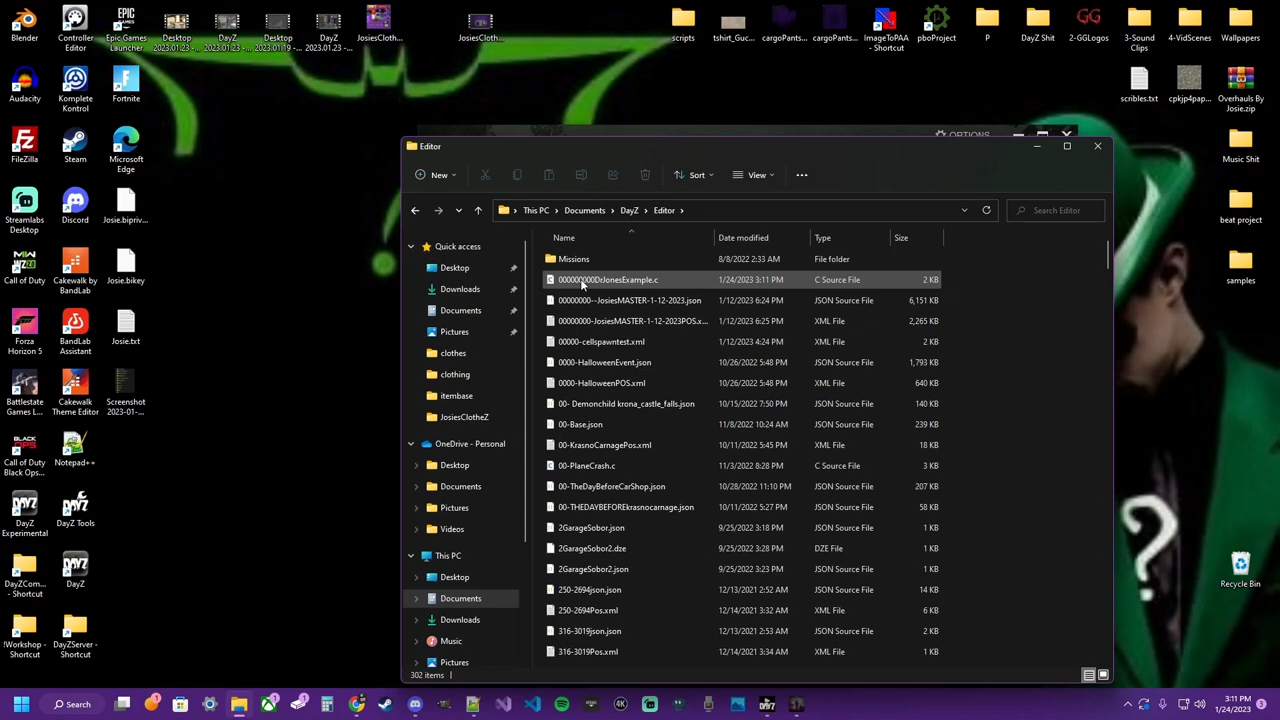 Blender
Controller Editor
Epic Games Launcher
Desktop 2023.01.23 - ...
DayZ 2023.01.23 - ...
Desktop 2023.01.19 - ...
DayZ 2023.01.23 - ...
JosiesCloth...
JosiesCloth...
scripts
tshirt_Guc...
cargoPants...
cargoPants...
ImageToPAA - Shortcut
pboProject
P
DayZ Shit
2-GGLogos
3-Sound Clips
4-VidScenes
Wallpapers
Audacity
Komplete Kontrol
Fortnite
scribles.txt
cpkjp4pap...
Overhauls By Josie.zip
FileZilla
Steam
Microsoft Edge
Music Shit
Streamlabs Desktop
Discord
Josie.bipriv...
beat project
Call of Duty
Cakewalk by BandLab
Josie.bikey
samples
Forza Horizon 5
BandLab Assistant
Josie.txt
Battlestate Games L...
Cakewalk Theme Editor
Screenshot 2023-01-...
Call of Duty Black Ops...
Notepad++
DayZ Experimental
DayZ Tools
DayZCom... - Shortcut
DayZ
Recycle Bin
!Workshop - Shortcut
DayZServer - Shortcut
OPTIONS
Editor
New
Sort
View
This PC > Documents > DayZ > Editor >
Search Editor
Quick access
Desktop
Downloads
Documents
Pictures
clothes
clothing
itembase
JosiesClotheZ
OneDrive - Personal
Desktop
Documents
Pictures
Videos
This PC
Desktop
Documents
Downloads
Music
Pictures
Name Date modified Type Size
Missions 8/8/2022 2:33 AM File folder
000000000DrJonesExample.c 1/24/2023 3:11 PM C Source File 2 KB
00000000--JosiesMASTER-1-12-2023.json 1/12/2023 6:24 PM JSON Source File 6,151 KB
0000000-JosiesMASTER-1-12-2023POS.x... 1/12/2023 6:25 PM XML File 2,265 KB
00000-cellspawntest.xml 1/12/2023 4:24 PM XML File 2 KB
0000-HalloweenEvent.json 10/26/2022 5:48 PM JSON Source File 1,793 KB
0000-HalloweenPOS.xml 10/26/2022 5:48 PM XML File 640 KB
00- Demonchild krona_castle_falls.json 10/15/2022 7:50 PM JSON Source File 140 KB
00-Base.json 11/8/2022 10:24 AM JSON Source File 239 KB
00-KrasnoCarnagePos.xml 10/11/2022 5:45 PM XML File 18 KB
00-PlaneCrash.c 11/3/2022 8:28 PM C Source File 3 KB
00-TheDayBeforeCarShop.json 10/28/2022 11:10 PM JSON Source File 207 KB
00-THEDAYBEFOREkrasnocarnage.json 10/11/2022 5:27 PM JSON Source File 58 KB
2GarageSobor.json 9/25/2022 3:18 PM JSON Source File 1 KB
2GarageSobor2.dze 9/25/2022 3:28 PM DZE File 1 KB
2GarageSobor2.json 9/25/2022 3:23 PM JSON Source File 1 KB
250-2694json.json 12/13/2021 2:52 AM JSON Source File 14 KB
250-2694Pos.xml 12/14/2021 3:32 AM XML File 6 KB
316-3019json.json 12/13/2021 2:53 AM JSON Source File 2 KB
316-3019Pos.xml 12/14/2021 3:34 AM XML File 1 KB
302 items
Search
3:11 PM
1/24/2023